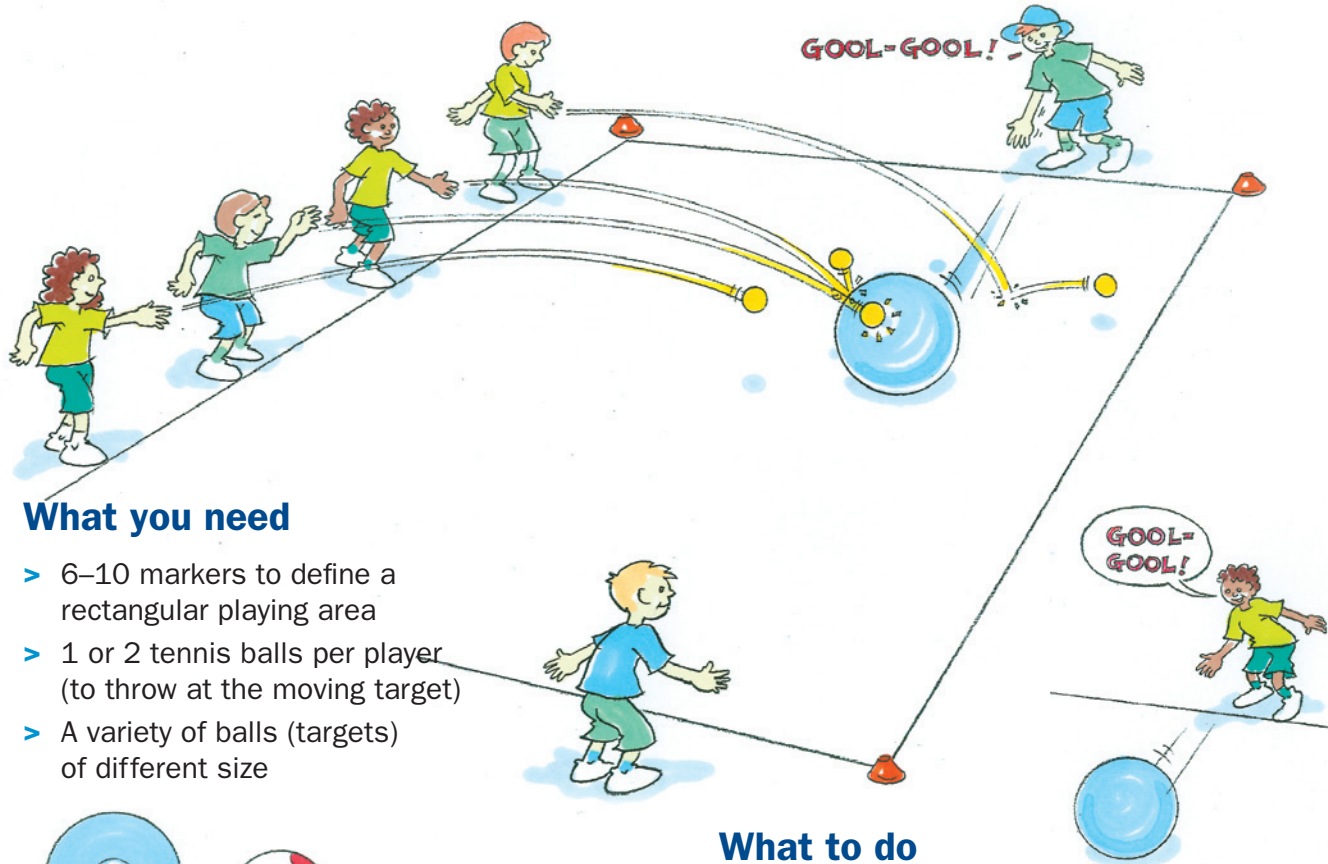 GOOL-GOOL!
What you need
> 6–10 markers to define a
rectangular playing area
> 1 or 2 tennis balls per player
(to throw at the moving target)
> A variety of balls (targets)
of different size
GOOL-
GOOL!
What to do